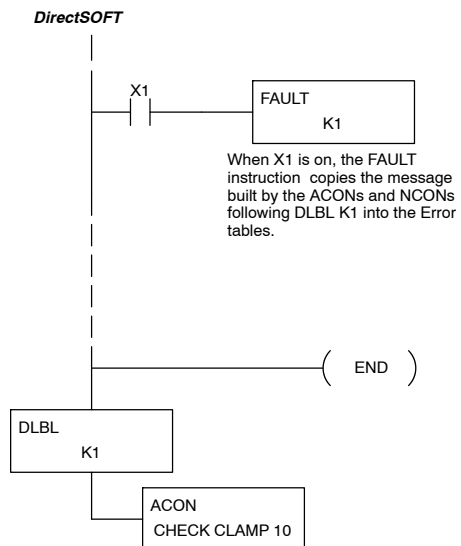 DirectSOFT
X1
FAULT
K1
When X1 is on, the FAULT
instruction copies the message
built by the ACONs and NCONs
following DLBL K1 into the Error
tables.
END
DLBL
K1
ACON
CHECK CLAMP 10